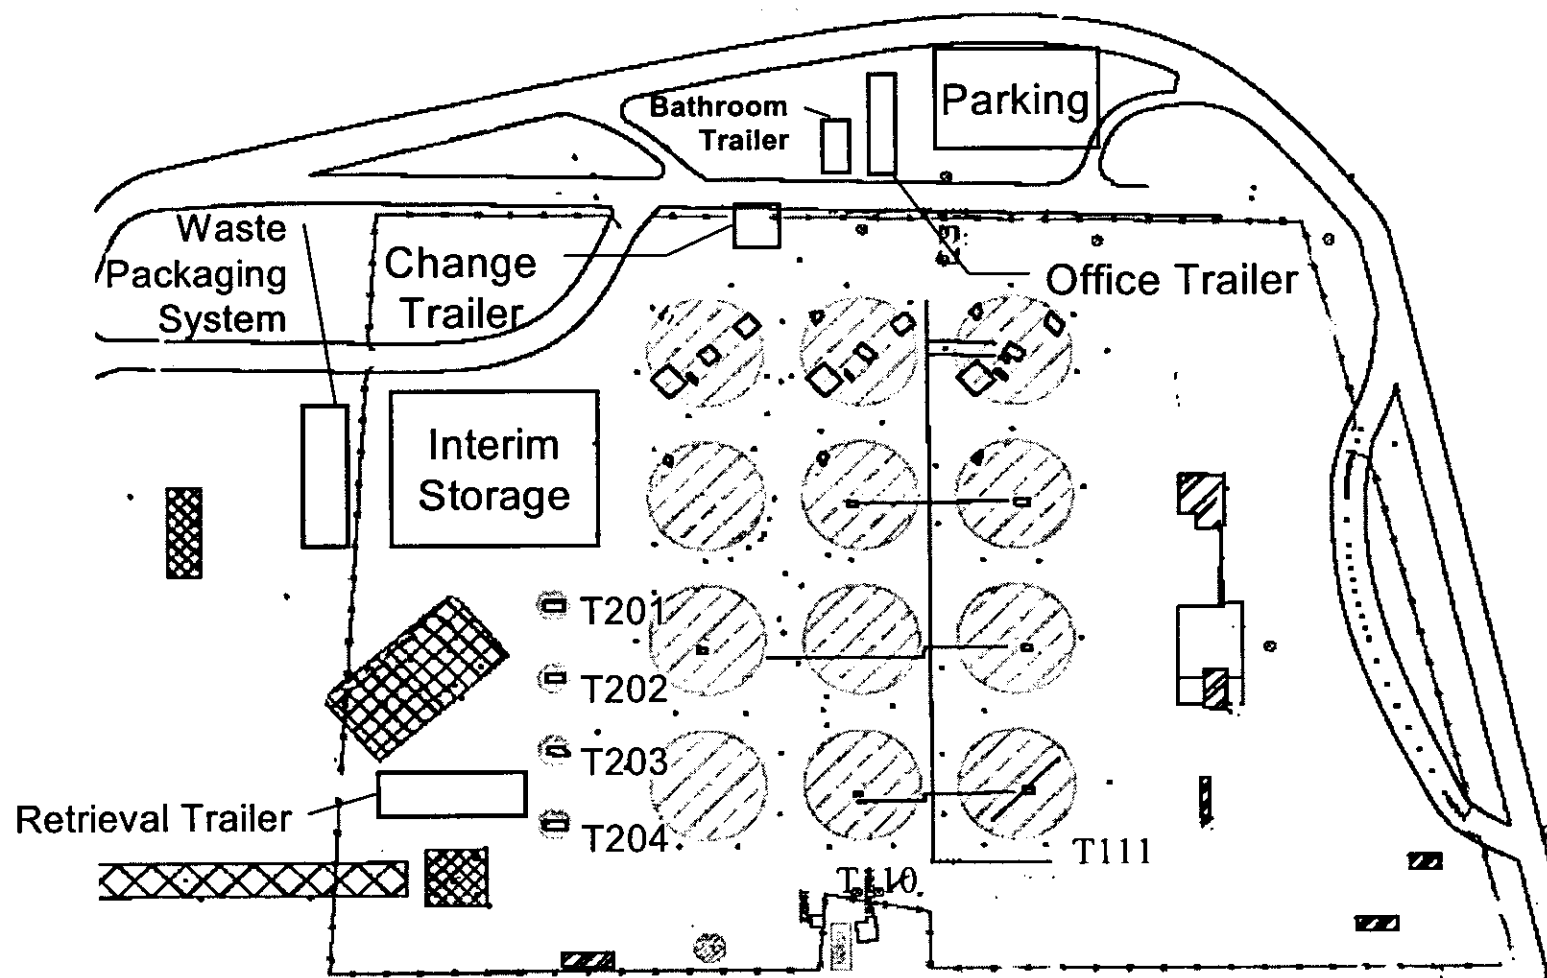 Parking
Bathroom
Trailer
Waste
Packaging
System
Change
Trailer
Office Trailer
Interim
Storage
T201
T202
T203
T204
Retrieval Trailer
T111
T110